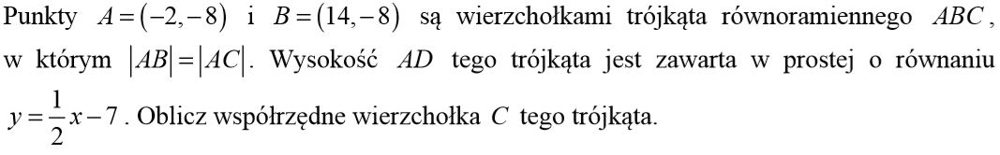 Punkty A = (−2, −8) i B = (14, −8) są wierzchołkami trójkąta równoramiennego ABC,
w którym |AB| = |AC|. Wysokość AD tego trójkąta jest zawarta w prostej o równaniu
y = 1/2 x − 7. Oblicz współrzędne wierzchołka C tego trójkąta.